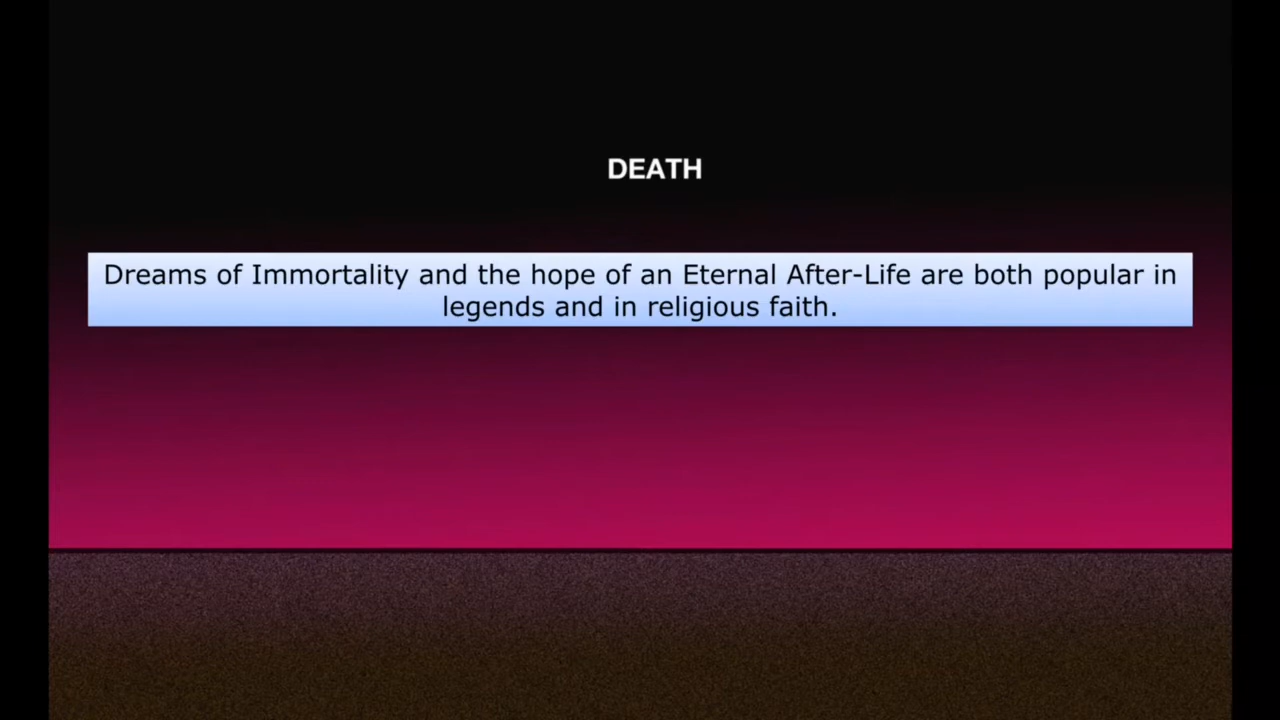 DEATH
Dreams of Immortality and the hope of an Eternal After-Life are both popular in
legends and in religious faith.